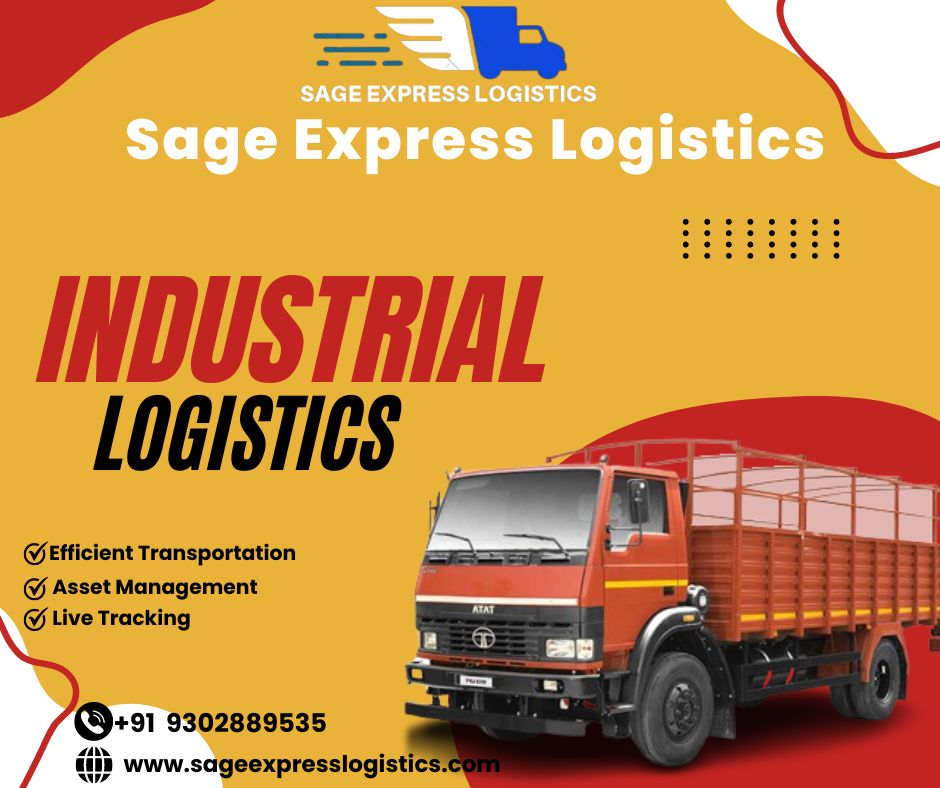 SAGE EXPRESS LOGISTICS
Sage Express Logistics
INDUSTRIAL
LOGISTICS
Efficient Transportation
Asset Management
Live Tracking
ATAT
+91 9302889535
www.sageexpresslogistics.com